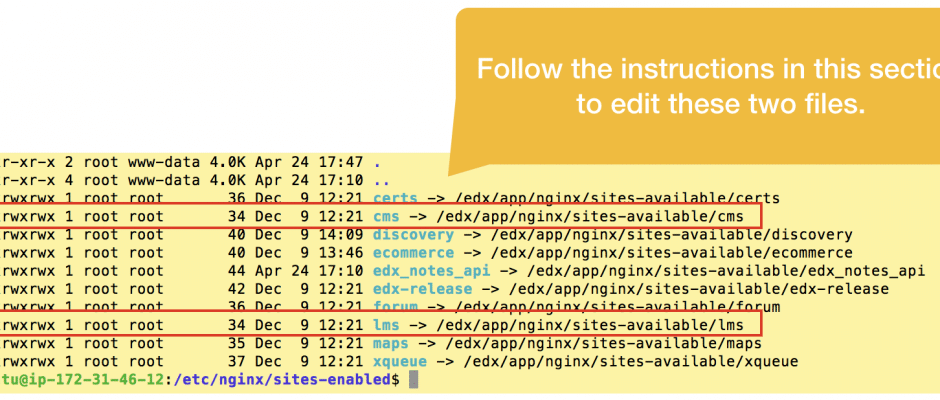 Follow the instructions in this sectio
to edit these two files.
r-xr-x 2 root www-data 4.0K Apr 24 17:47 .
r-xr-x 4 root www-data 4.0K Apr 24 17:10 ..
rwxrwx 1 root root 36 Dec 9 12:21 certs -> /edx/app/nginx/sites-available/certs
rwxrwx 1 root root 34 Dec 9 12:21 cms -> /edx/app/nginx/sites-available/cms
rwxrwx 1 root root 40 Dec 9 14:09 discovery -> /edx/app/nginx/sites-available/discovery
rwxrwx 1 root root 40 Dec 9 13:46 ecommerce -> /edx/app/nginx/sites-available/ecommerce
rwxrwx 1 root root 44 Apr 24 17:10 edx_notes_api -> /edx/app/nginx/sites-available/edx_notes_api
rwxrwx 1 root root 42 Dec 9 12:21 edx-release -> /edx/app/nginx/sites-available/edx-release
rwxrwx 1 root root 36 Dec 9 12:21 forum -> /edx/app/nginx/sites-available/forum
rwxrwx 1 root root 34 Dec 9 12:21 lms -> /edx/app/nginx/sites-available/lms
rwxrwx 1 root root 35 Dec 9 12:21 maps -> /edx/app/nginx/sites-available/maps
rwxrwx 1 root root 37 Dec 9 12:21 xqueue -> /edx/app/nginx/sites-available/xqueue
tu@ip-172-31-46-12:/etc/nginx/sites-enabled$